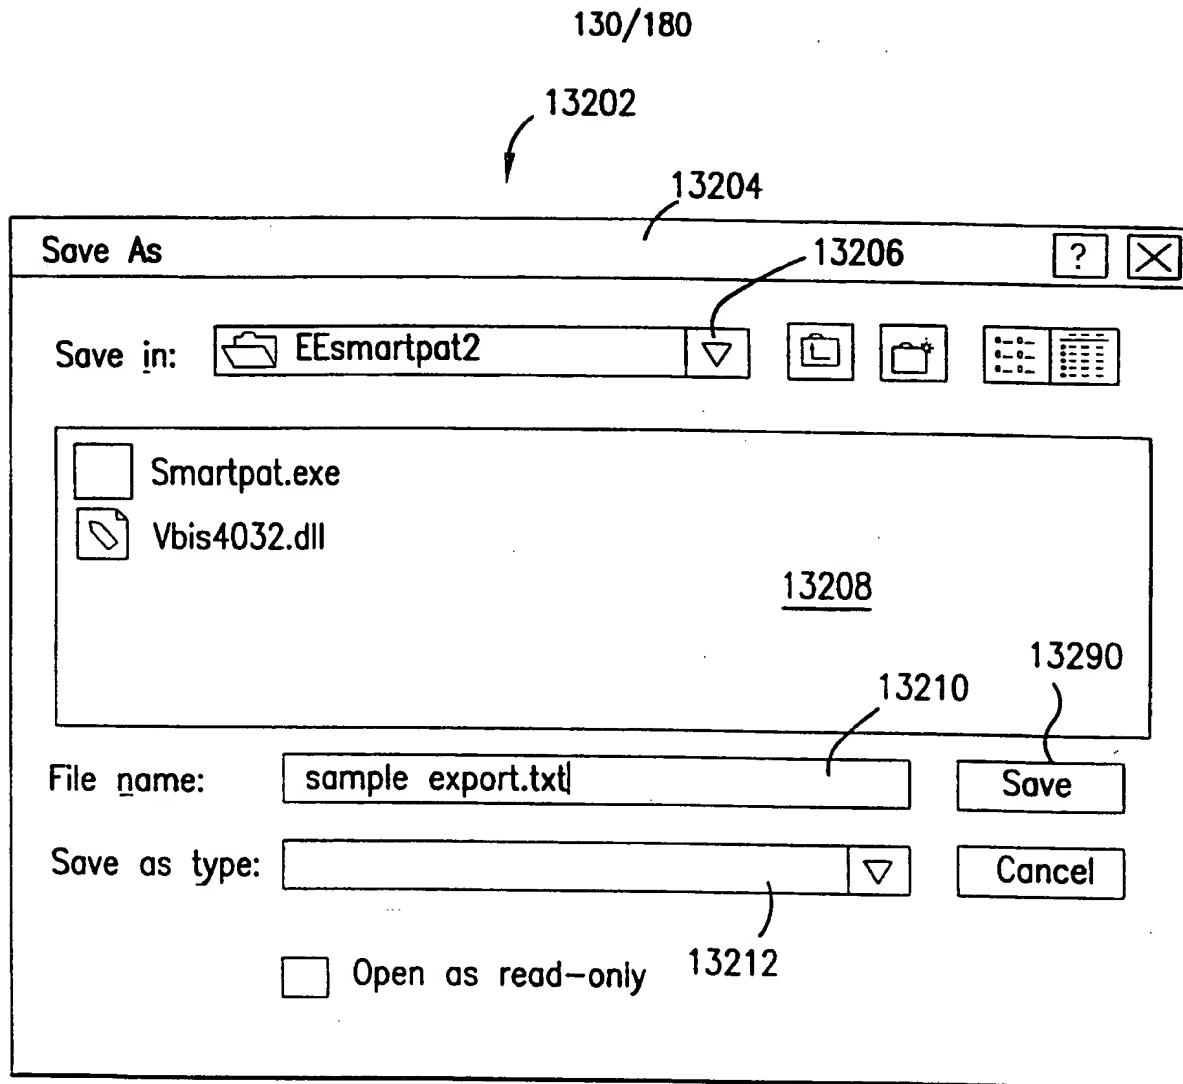 130/180
13202
13204
Save As
13206
?
Save in:
EEsmartpat2
Smartpat.exe
Vbis4032.dll
13208
13290
13210
File name:
sample export.txt
Save
Save as type:
Cancel
13212
Open as read-only